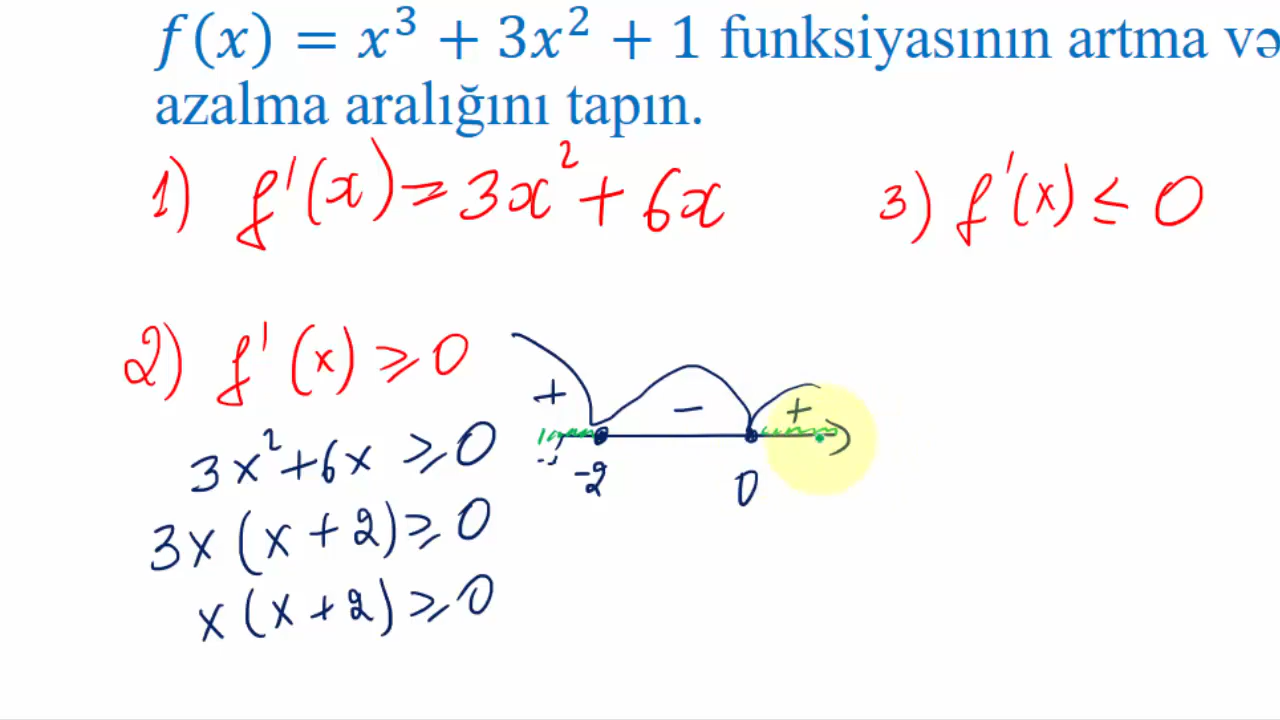 f(x) = x³ + 3x² + 1 funksiyasının artma və
azalma aralığını tapın.
1) f'(x) = 3x² + 6x
3) f'(x) ≤ 0
2) f'(x) ≥ 0
+ - +
-2 0
3x² + 6x ≥ 0
3x (x + 2) ≥ 0
x (x + 2) ≥ 0